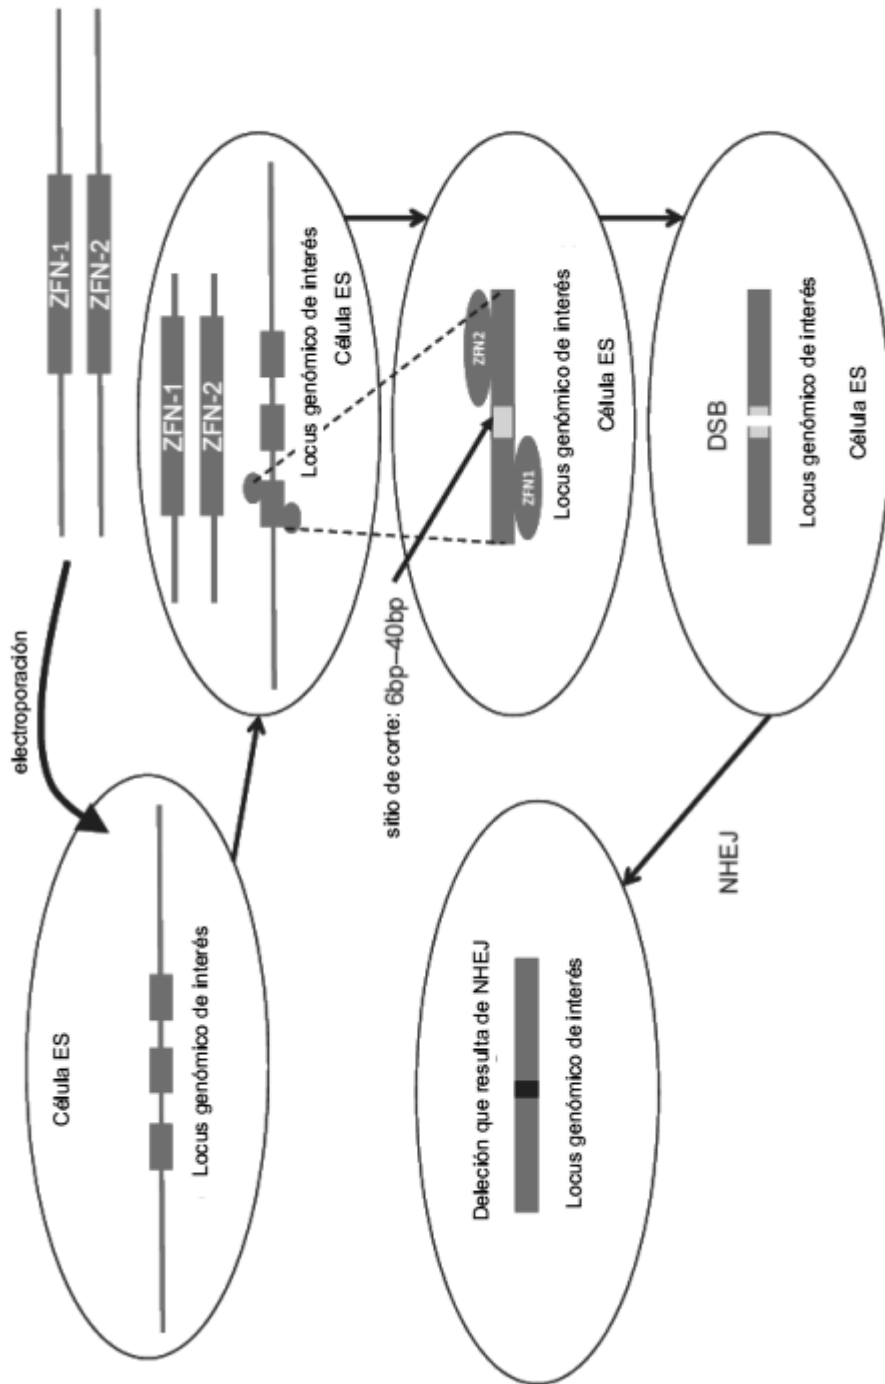 ZFN-1
ZFN-2
electroporación
Célula ES
Locus genómico de interés
ZFN-1
ZFN-2
Locus genómico de interés
Célula ES
sitio de corte: 6bp–40bp
ZFN1
ZFN2
Locus genómico de interés
Célula ES
DSB
Locus genómico de interés
Célula ES
NHEJ
Deleción que resulta de NHEJ
Locus genómico de interés